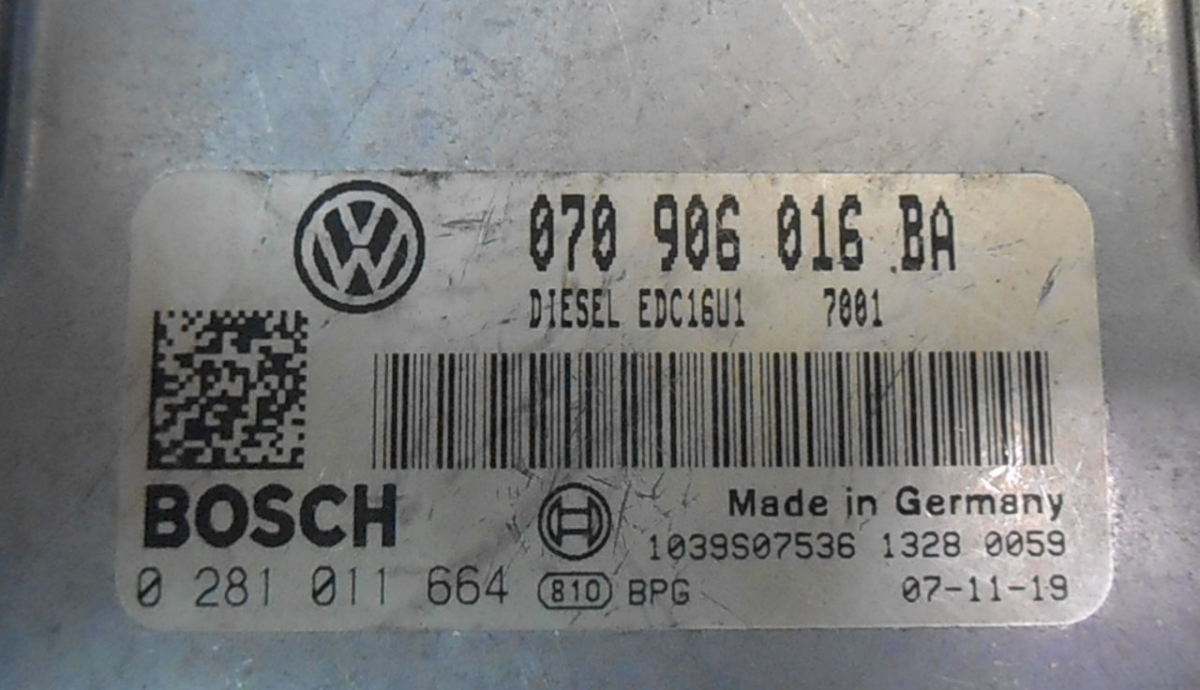 070 906 016 BA
DIESEL EDC16U1 7001
BOSCH
Made in Germany
1039S07536 1328 0059
0 281 011 664 810 BPG 07-11-19